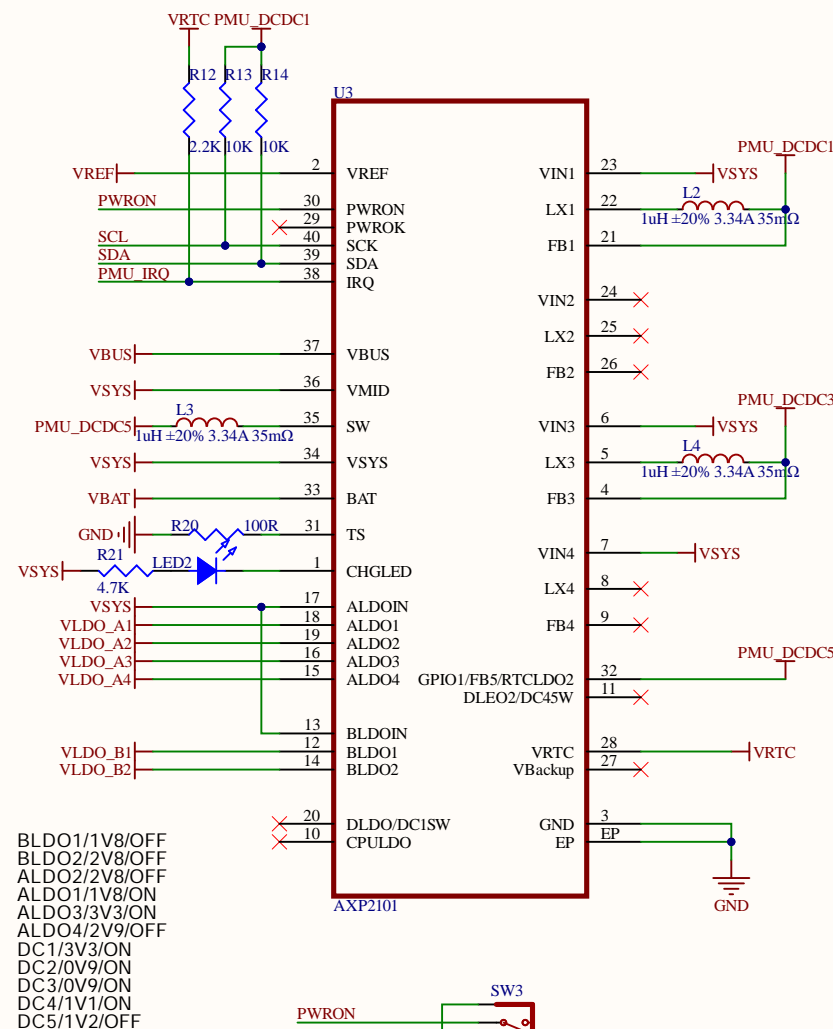 VRTC PMU_DCDC1
R12 R13 R14
2.2K 10K 10K
U3
VREF 2 VREF
PWRON 30 PWRON
29 PWROK
SCL 40 SCK
SDA 39 SDA
PMU_IRQ 38 IRQ
VBUS 37 VBUS
VSYS 36 VMID
L3
PMU_DCDC5 35 SW
1uH ±20% 3.34A 35mΩ
VSYS 34 VSYS
VBAT 33 BAT
GND R20 100R 31 TS
R21 LED2
VSYS 1 CHGLED
4.7K
VSYS 17 ALDOIN
VLDO_A1 18 ALDO1
VLDO_A2 19 ALDO2
VLDO_A3 16 ALDO3
VLDO_A4 15 ALDO4
13 BLDOIN
VLDO_B1 12 BLDO1
VLDO_B2 14 BLDO2
20 DLDO/DC1SW
10 CPULDO
AXP2101
PMU_DCDC1
VIN1 23 VSYS
L2
LX1 22
1uH ±20% 3.34A 35mΩ
FB1 21
VIN2 24
LX2 25
FB2 26
PMU_DCDC3
VIN3 6 VSYS
L4
LX3 5
1uH ±20% 3.34A 35mΩ
FB3 4
VIN4 7 VSYS
LX4 8
FB4 9
PMU_DCDC5
GPIO1/FB5/RTCLDO2 32
DLEO2/DC45W 11
VRTC 28 VRTC
VBackup 27
GND 3
EP EP
GND
BLDO1/1V8/OFF
BLDO2/2V8/OFF
ALDO2/2V8/OFF
ALDO1/1V8/ON
ALDO3/3V3/ON
ALDO4/2V9/OFF
DC1/3V3/ON
DC2/0V9/ON
DC3/0V9/ON
DC4/1V1/ON
DC5/1V2/OFF
SW3
PWRON